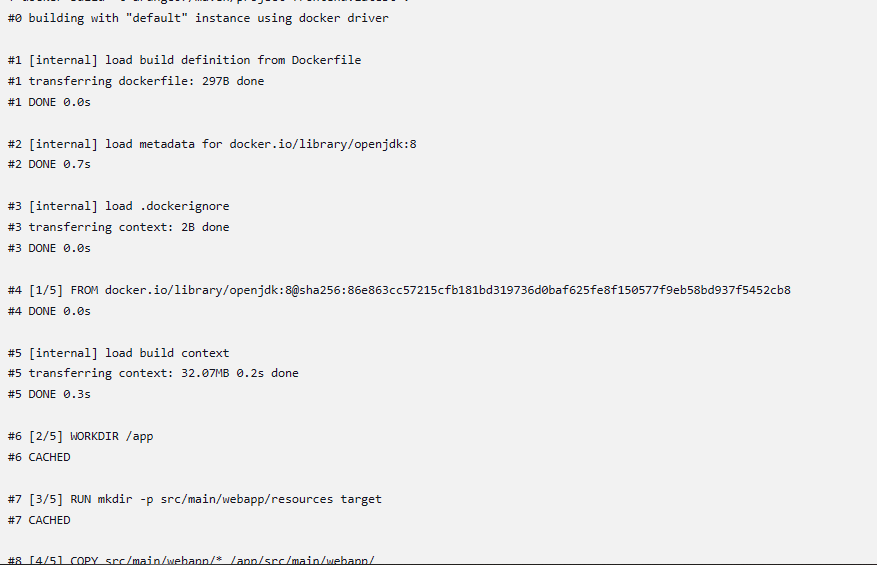 #0 building with "default" instance using docker driver
#1 [internal] load build definition from Dockerfile
#1 transferring dockerfile: 297B done
#1 DONE 0.0s
#2 [internal] load metadata for docker.io/library/openjdk:8
#2 DONE 0.7s
#3 [internal] load .dockerignore
#3 transferring context: 2B done
#3 DONE 0.0s
#4 [1/5] FROM docker.io/library/openjdk:8@sha256:86e863cc57215cfb181bd319736d0baf625fe8f150577f9eb58bd937f5452cb8
#4 DONE 0.0s
#5 [internal] load build context
#5 transferring context: 32.07MB 0.2s done
#5 DONE 0.3s
#6 [2/5] WORKDIR /app
#6 CACHED
#7 [3/5] RUN mkdir -p src/main/webapp/resources target
#7 CACHED
#8 [4/5] COPY src/main/webapp/* /app/src/main/webapp/